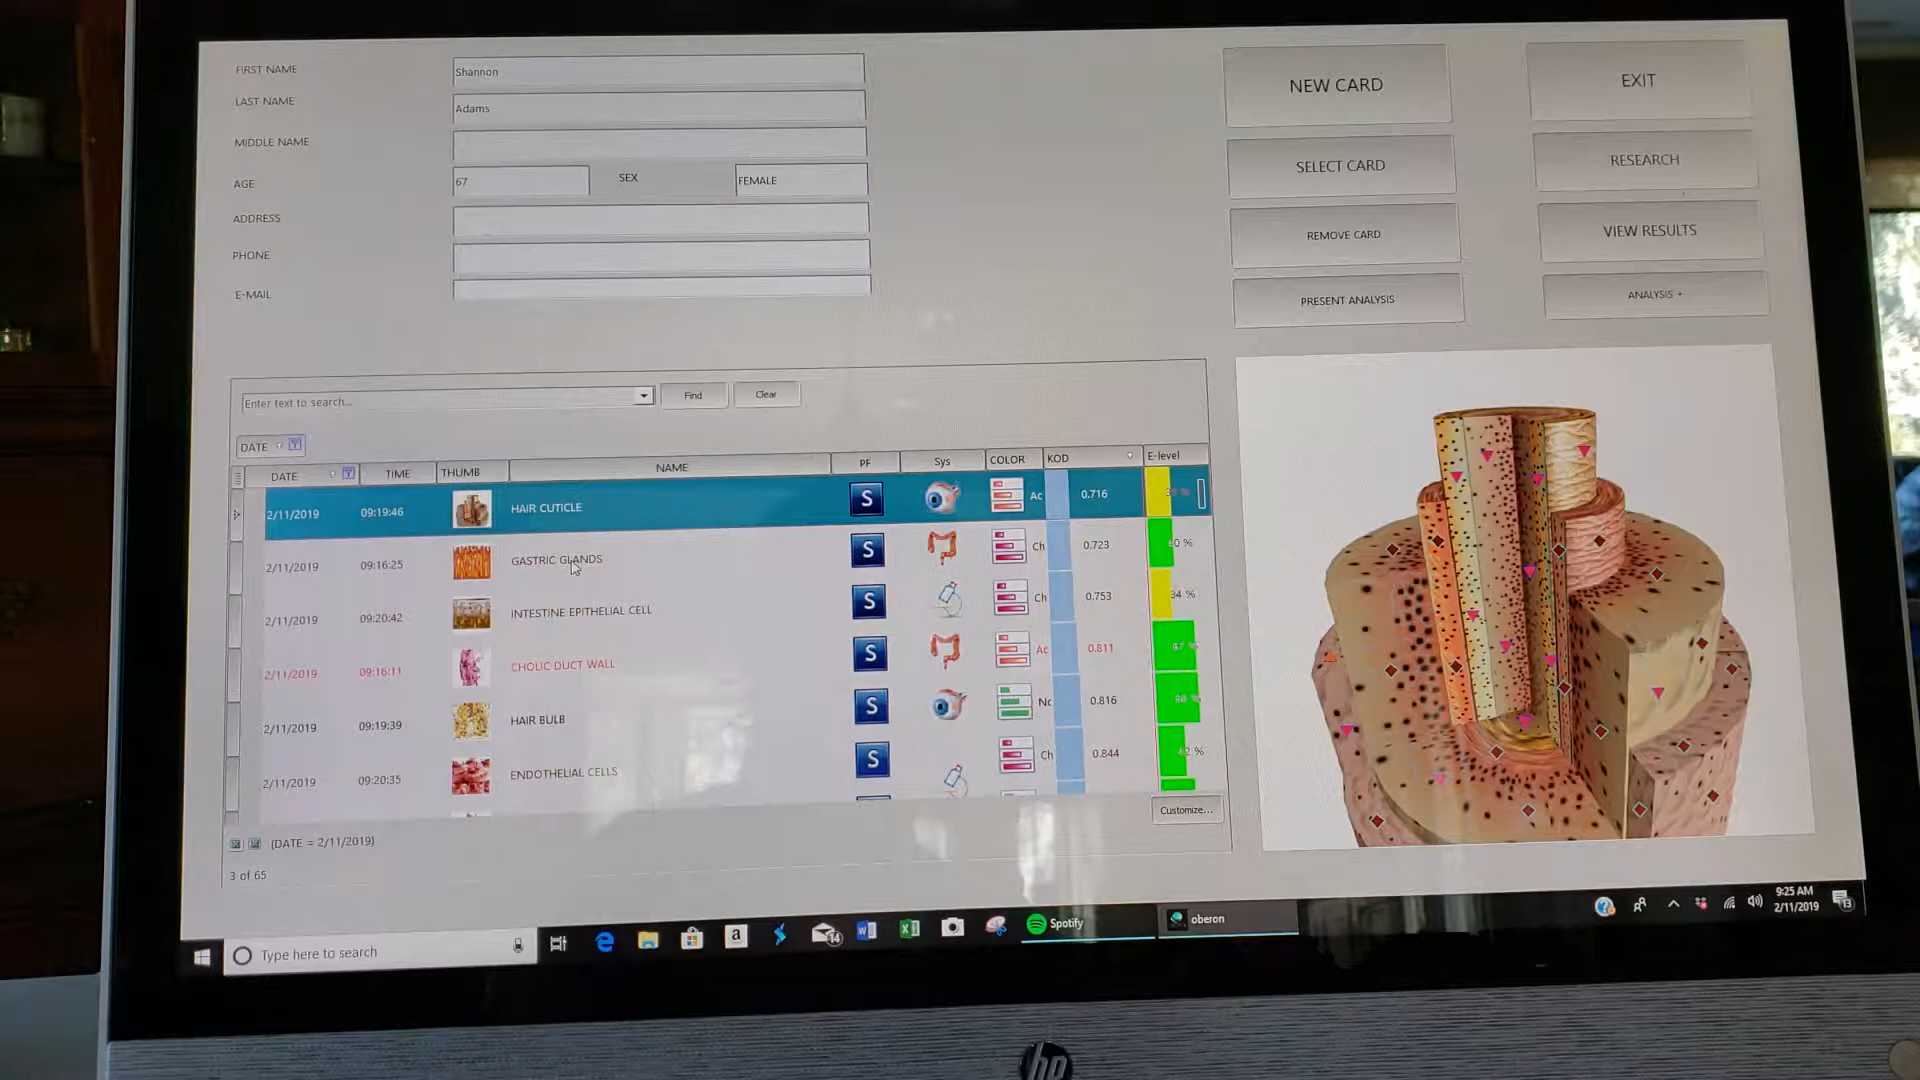 FIRST NAME Shannon
LAST NAME Adams
MIDDLE NAME
AGE 67 SEX FEMALE
ADDRESS
PHONE
E-MAIL
NEW CARD EXIT
SELECT CARD RESEARCH
REMOVE CARD VIEW RESULTS
PRESENT ANALYSIS ANALYSIS +
Enter text to search... Find Clear
DATE
DATE TIME THUMB NAME PF Sys COLOR KOD E-level
2/11/2019 09:19:46 HAIR CUTICLE S Ac 0.716
2/11/2019 09:16:25 GASTRIC GLANDS S Ch 0.723 %
2/11/2019 09:20:42 INTESTINE EPITHELIAL CELL S Ch 0.753 34 %
2/11/2019 09:16:11 CHOLIC DUCT WALL S Ac 0.811
2/11/2019 09:19:39 HAIR BULB S Nc 0.816
2/11/2019 09:20:35 ENDOTHELIAL CELLS S Ch 0.844 %
Customize...
(DATE = 2/11/2019)
3 of 65
Type here to search
a
14
Spotify
oberon
9:25 AM
2/11/2019
13
hp